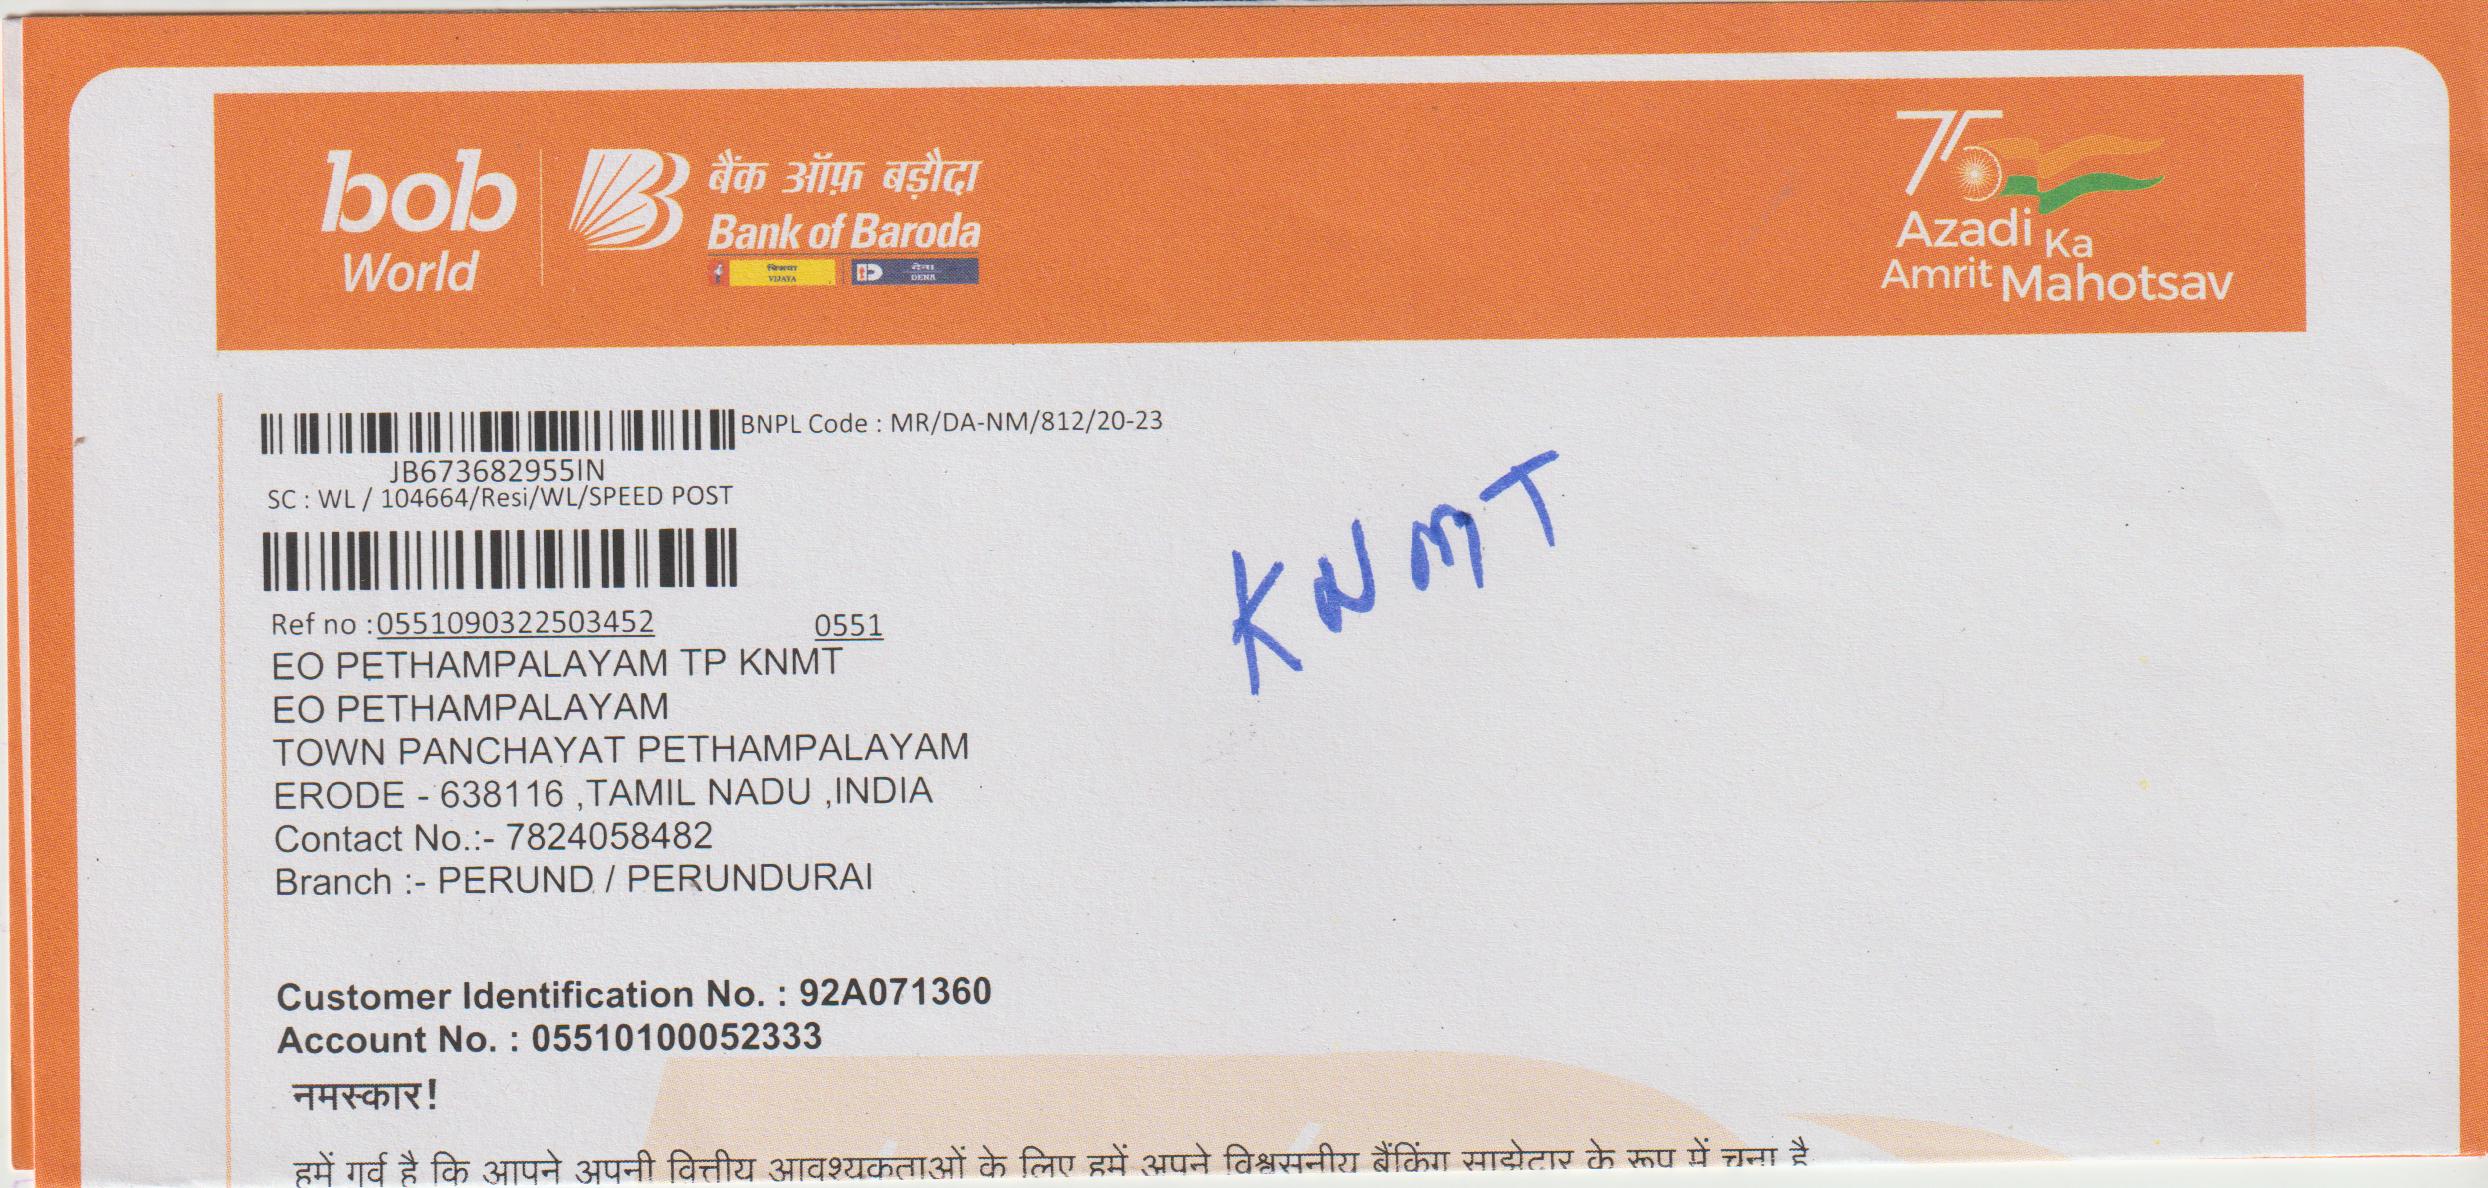 bob
World
बैंक ऑफ़ बड़ौदा
Bank of Baroda
विजया
VIJAYA
देना
DENA
75
Azadi Ka
Amrit Mahotsav
BNPL Code : MR/DA-NM/812/20-23
JB673682955IN
SC : WL / 104664/Resi/WL/SPEED POST
KNMT
Ref no :0551090322503452 0551
EO PETHAMPALAYAM TP KNMT
EO PETHAMPALAYAM
TOWN PANCHAYAT PETHAMPALAYAM
ERODE - 638116 ,TAMIL NADU ,INDIA
Contact No.:- 7824058482
Branch :- PERUND / PERUNDURAI
Customer Identification No. : 92A071360
Account No. : 05510100052333
नमस्कार!
हमें गर्व है कि आपने अपनी वित्तीय आवश्यकताओं के लिए हमें अपने विश्वसनीय बैंकिंग साझेदार के रूप में चुना है